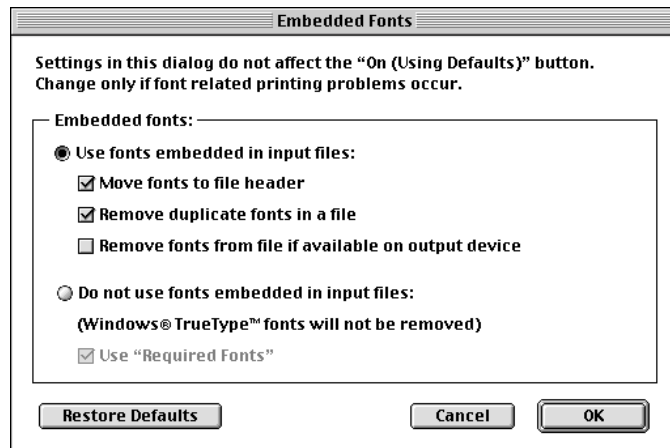 Embedded Fonts
Settings in this dialog do not affect the “On (Using Defaults)” button.
Change only if font related printing problems occur.
Embedded fonts:
Use fonts embedded in input files:
Move fonts to file header
Remove duplicate fonts in a file
Remove fonts from file if available on output device
Do not use fonts embedded in input files:
(Windows® TrueType™ fonts will not be removed)
Use “Required Fonts”
Restore Defaults
Cancel
OK